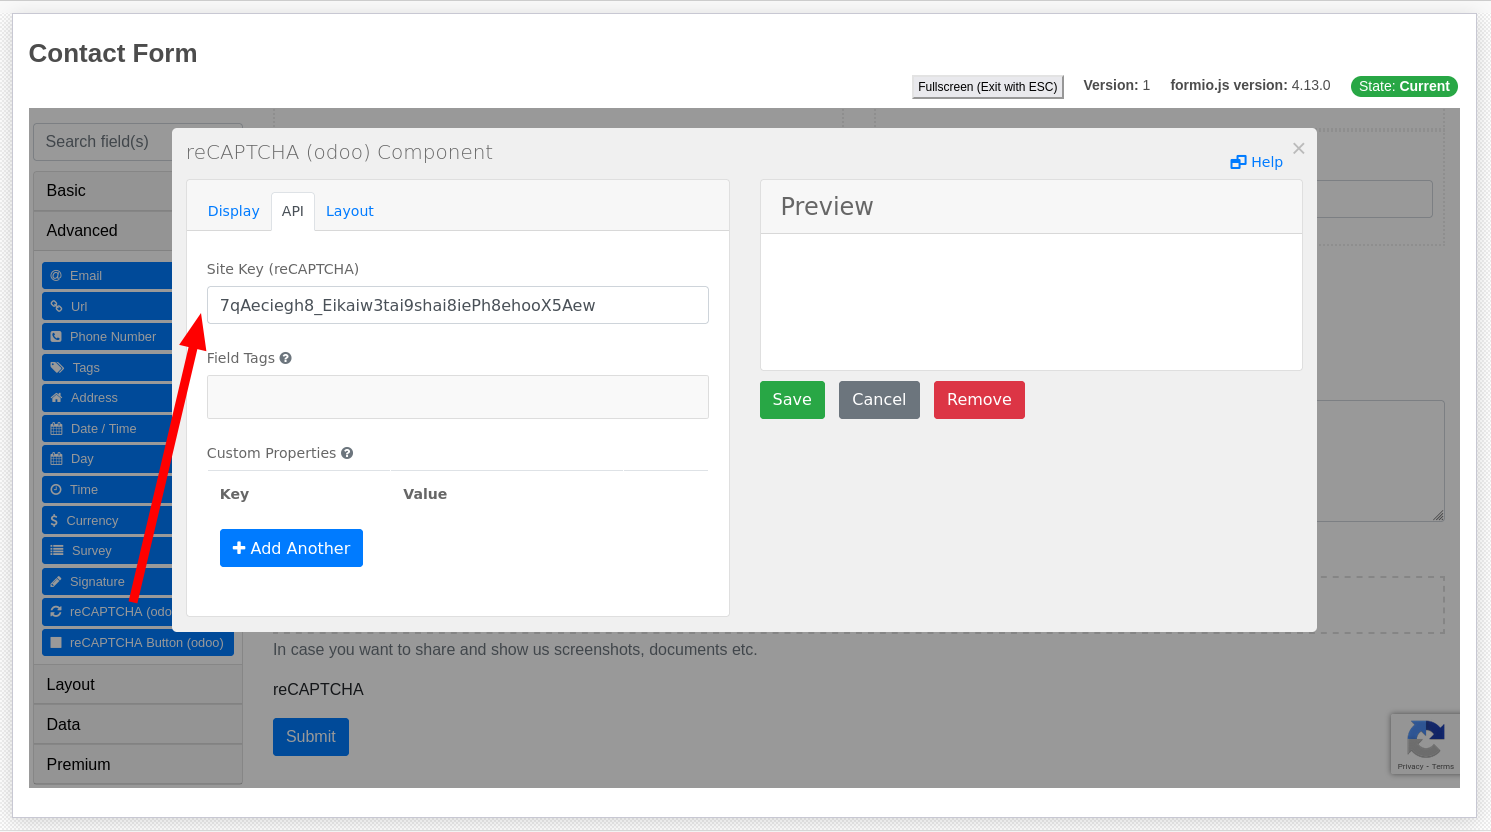 Contact Form
Fullscreen (Exit with ESC)
Version: 1
formio.js version: 4.13.0
State: Current
Search field(s)
Basic
Advanced
@ Email
Url
Phone Number
Tags
Address
Date / Time
Day
Time
$ Currency
Survey
Signature
reCAPTCHA (odo
reCAPTCHA Button (odoo)
Layout
Data
Premium
reCAPTCHA (odoo) Component
Help
×
Display
API
Layout
Site Key (reCAPTCHA)
7qAeciegh8_Eikaiw3tai9shai8iePh8ehooX5Aew
Field Tags
Custom Properties
Key Value
Add Another
Preview
Save
Cancel
Remove
In case you want to share and show us screenshots, documents etc.
reCAPTCHA
Submit
Privacy - Terms